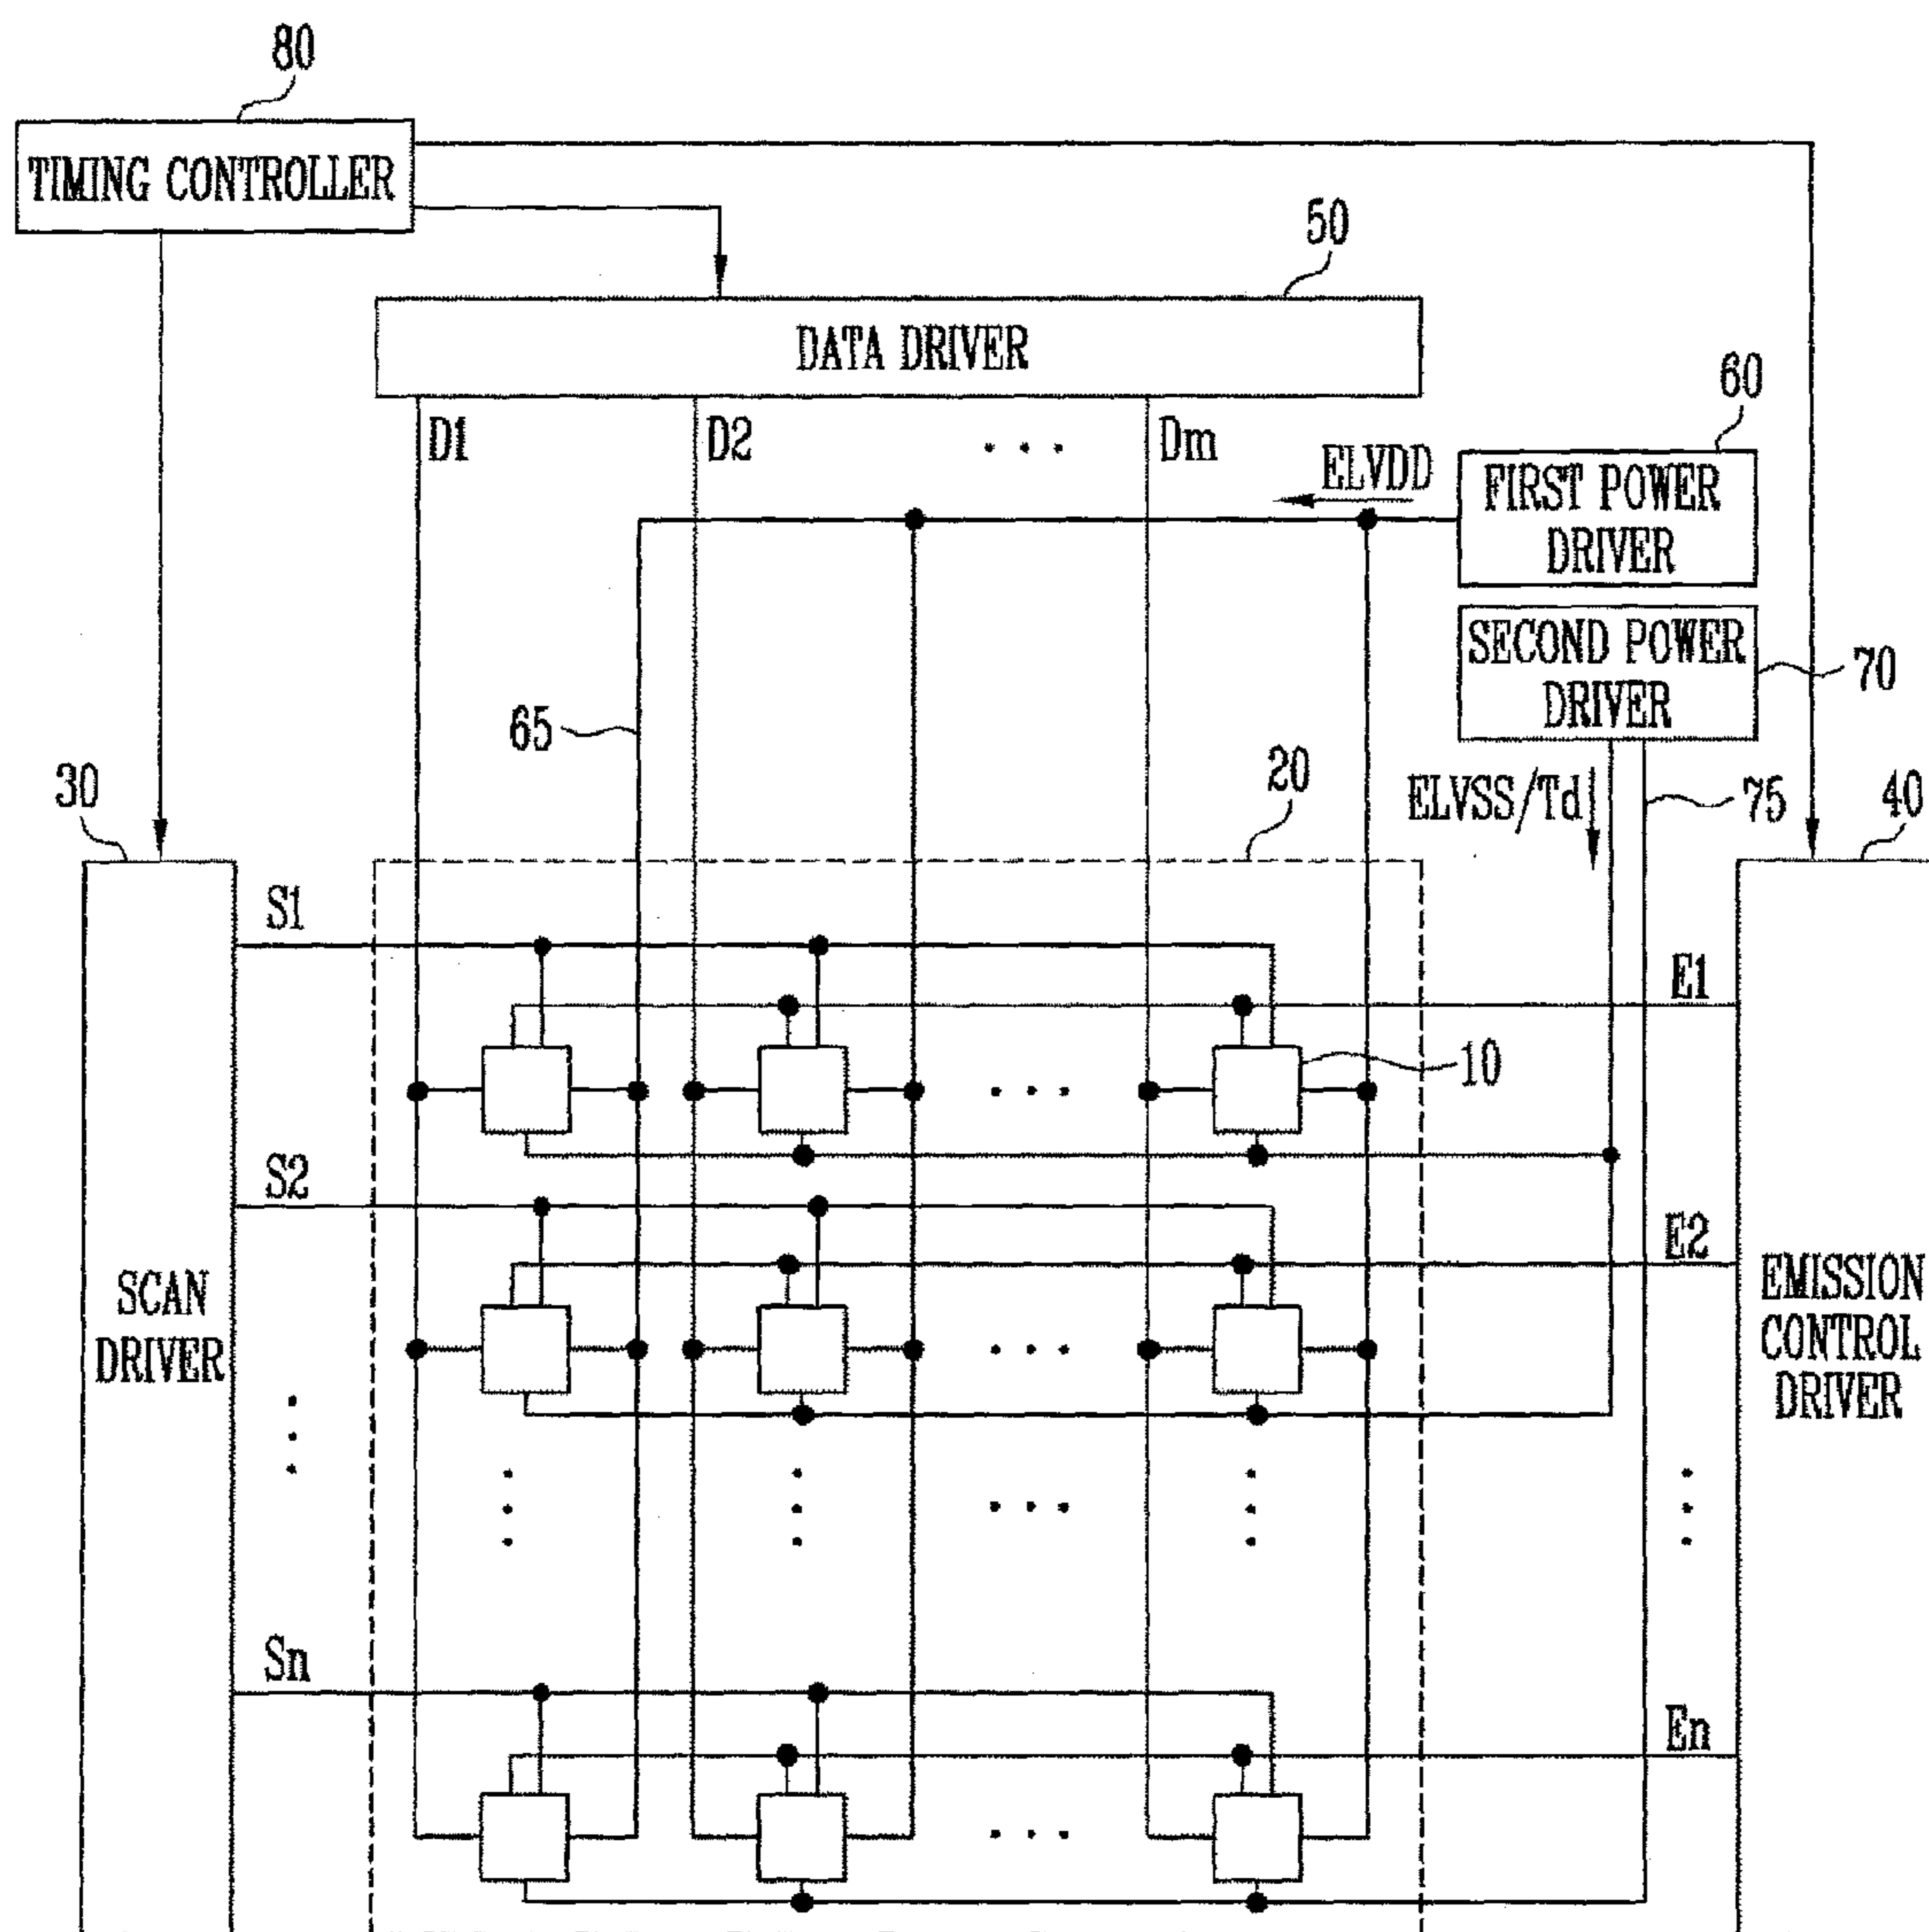 80
TIMING CONTROLLER
50
DATA DRIVER
60
D1
D2
. . .
Dm
ELVDD
FIRST POWER
DRIVER
SECOND POWER
DRIVER
70
65
30
20
ELVSS/Td
75
40
S1
E1
10
. . .
S2
E2
SCAN
DRIVER
EMISSION
CONTROL
DRIVER
. . .
. . .
Sn
En
. . .